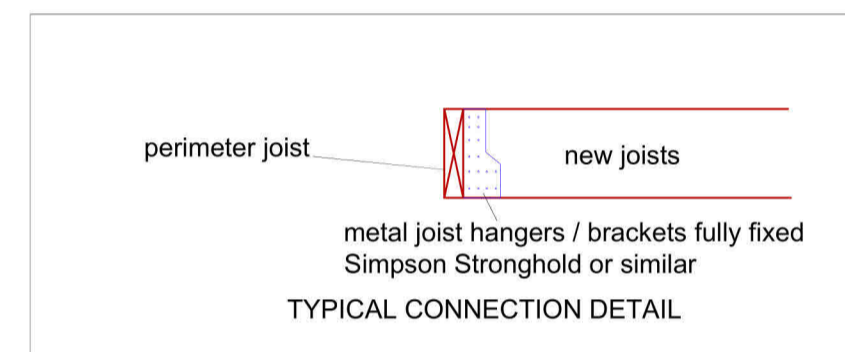 perimeter joist
new joists
metal joist hangers / brackets fully fixed
Simpson Stronghold or similar
TYPICAL CONNECTION DETAIL